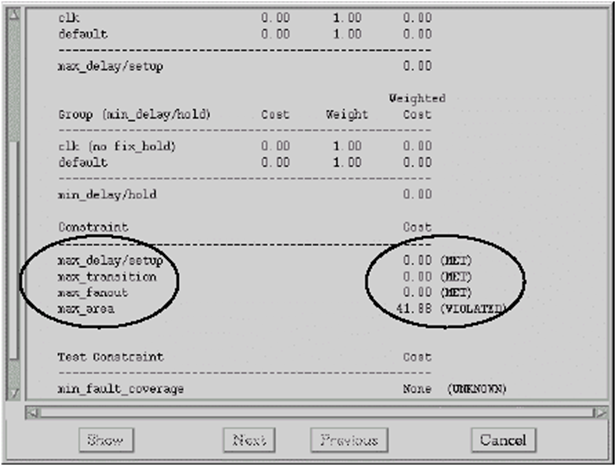 clk 0.00 1.00 0.00
default 0.00 1.00 0.00
max_delay/setup 0.00
Weighted
Group (min_delay/hold) Cost Weight Cost
clk (no fix_hold) 0.00 1.00 0.00
default 0.00 1.00 0.00
min_delay/hold 0.00
Constraint Cost
max_delay/setup 0.00 (MET)
max_transition 0.00 (MET)
max_fanout 0.00 (MET)
max_area 41.88 (VIOLATED)
Test Constraint Cost
min_fault_coverage None (UNKNOWN)
Show Next Previous Cancel